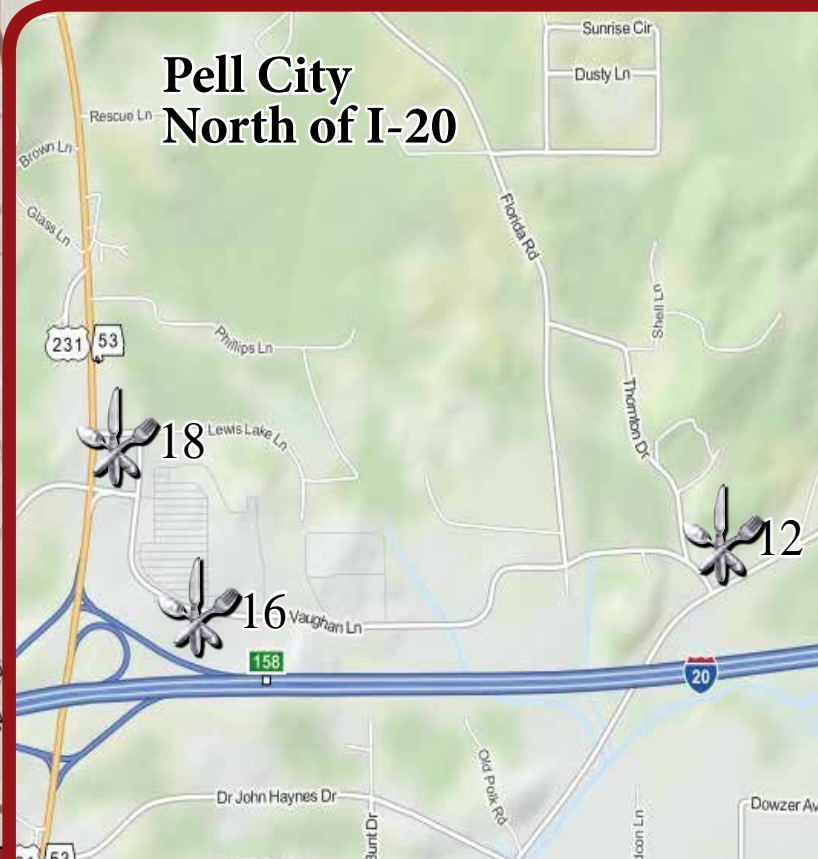 Pell City
North of I-20
Sunrise Cir
Dusty Ln
Rescue Ln
Brown Ln
Glass Ln
Florida Rd
Shell Ln
231
53
Phillips Ln
Thornton Dr
18
Lewis Lake Ln
12
16
Vaughan Ln
158
20
Old Polk Rd
Dr John Haynes Dr
Dowzer Av
53